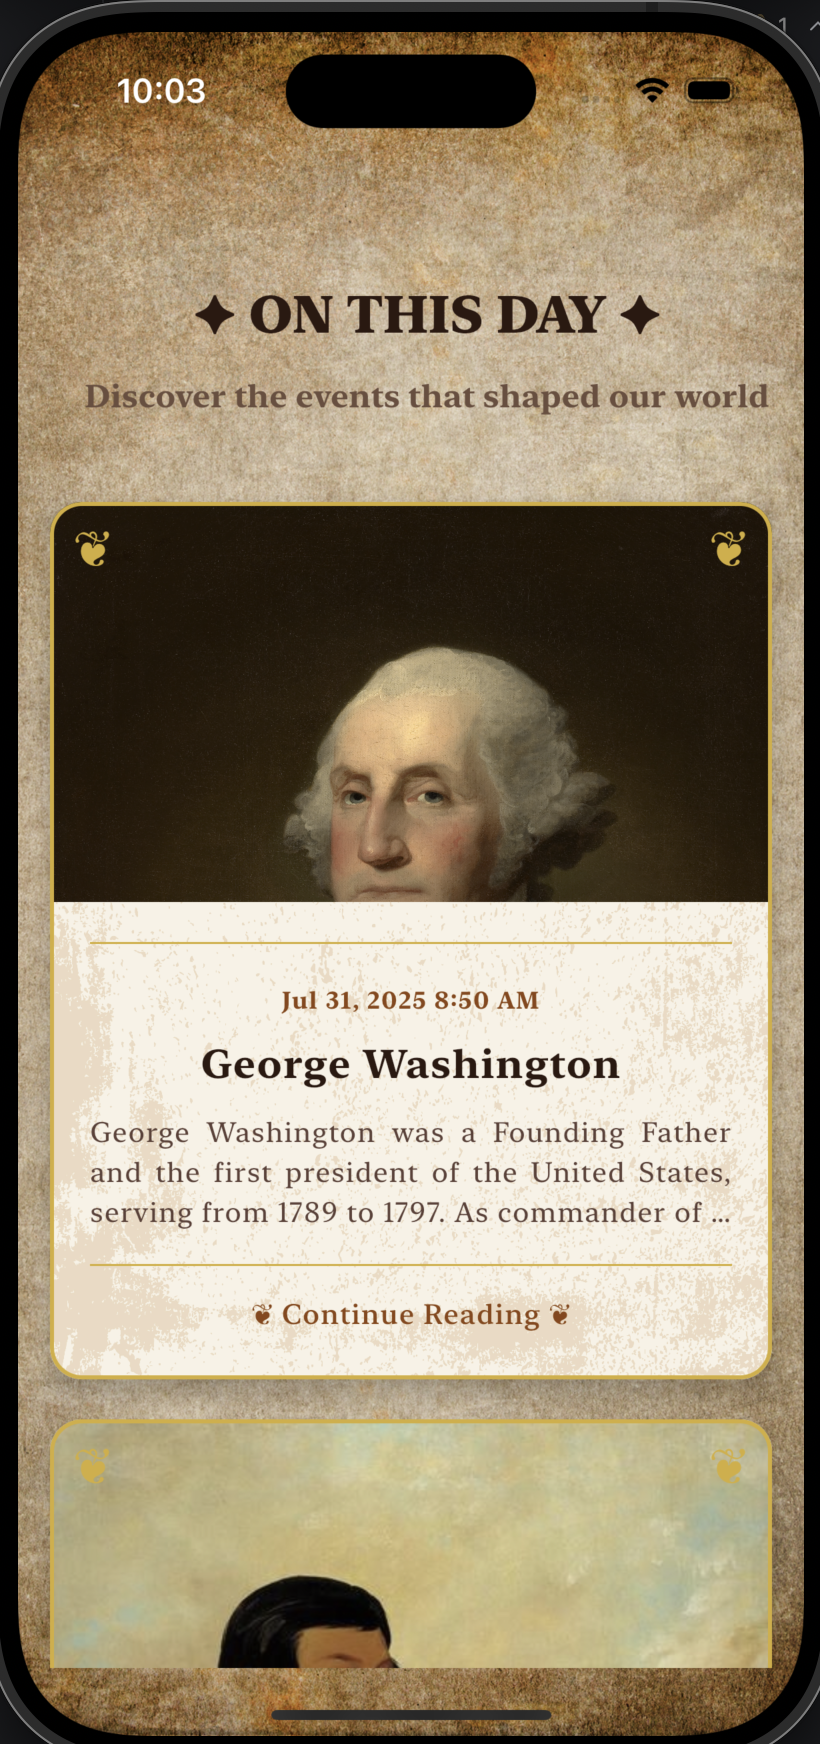 10:03
✦ ON THIS DAY ✦
Discover the events that shaped our world
Jul 31, 2025 8:50 AM
George Washington
George Washington was a Founding Father
and the first president of the United States,
serving from 1789 to 1797. As commander of ...
❦ Continue Reading ❦